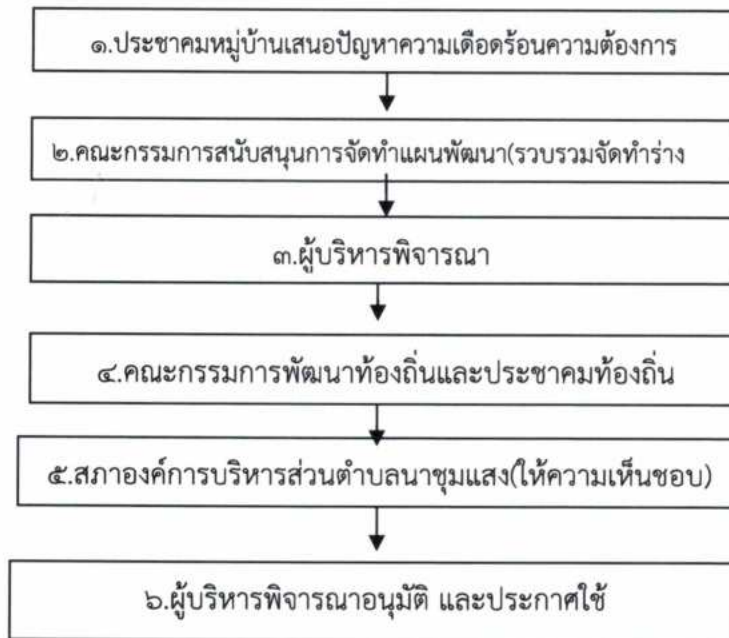 ๑.ประชาคมหมู่บ้านเสนอปัญหาความเดือดร้อนความต้องการ
๒.คณะกรรมการสนับสนุนการจัดทำแผนพัฒนา(รวบรวมจัดทำร่าง
๓.ผู้บริหารพิจารณา
๔.คณะกรรมการพัฒนาท้องถิ่นและประชาคมท้องถิ่น
๕.สภาองค์การบริหารส่วนตำบลนาชุมแสง(ให้ความเห็นชอบ)
๖.ผู้บริหารพิจารณาอนุมัติ และประกาศใช้